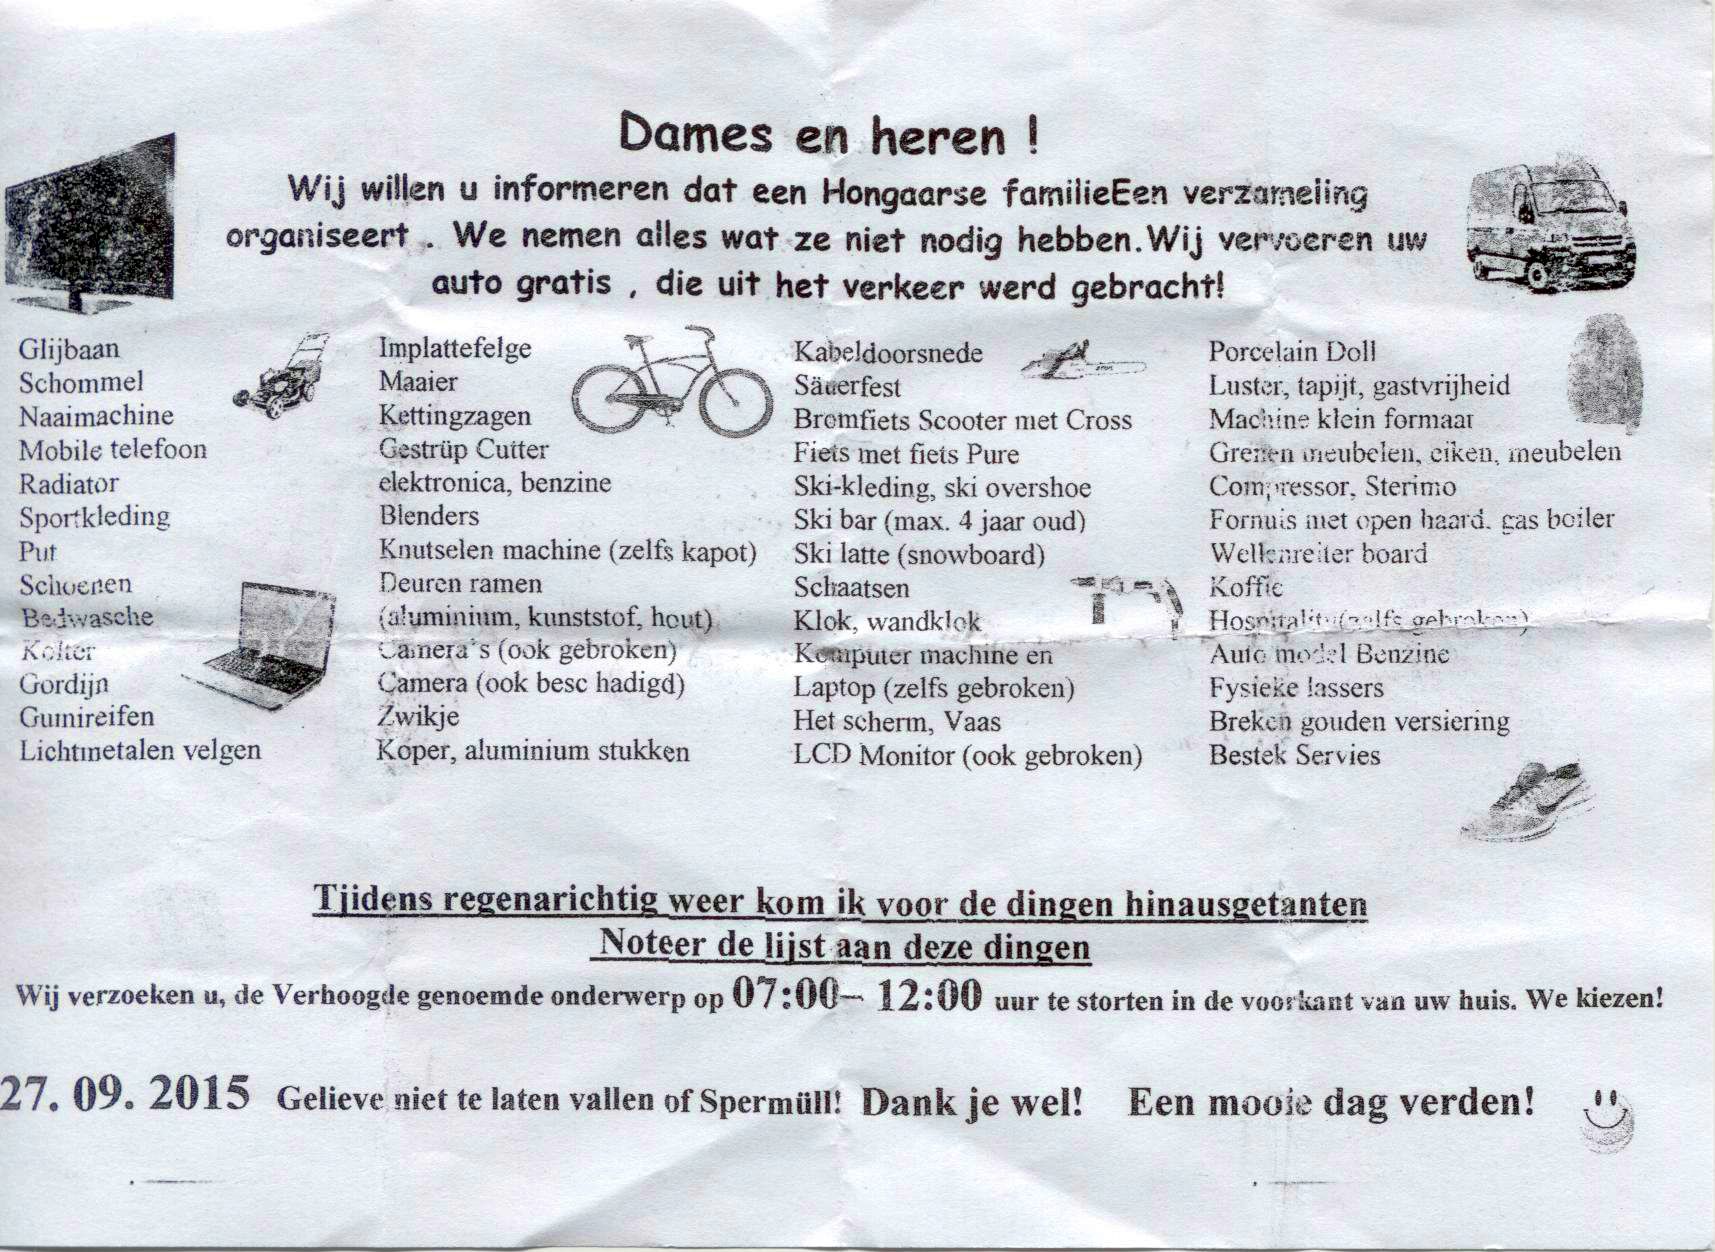 Dames en heren !
Wij willen u informeren dat een Hongaarse familieEen verzameling
organiseert . We nemen alles wat ze niet nodig hebben.Wij vervoeren uw
auto gratis , die uit het verkeer werd gebracht!
Glijbaan
Schommel
Naaimachine
Mobile telefoon
Radiator
Sportkleding
Put
Schoenen
Bedwasche
Kolter
Gordijn
Gumireifen
Lichtmetalen velgen
Implattefelge
Maaier
Kettingzagen
Gestrüp Cutter
elektronica, benzine
Blenders
Knutselen machine (zelfs kapot)
Deuren ramen
(aluminium, kunststof, hout)
Camera's (ook gebroken)
Camera (ook besc hadigd)
Zwikje
Koper, aluminium stukken
Kabeldoorsnede
Säuerfest
Bromfiets Scooter met Cross
Fiets met fiets Pure
Ski-kleding, ski overshoe
Ski bar (max. 4 jaar oud)
Ski latte (snowboard)
Schaatsen
Klok, wandklok
Komputer machine en
Laptop (zelfs gebroken)
Het scherm, Vaas
LCD Monitor (ook gebroken)
Porcelain Doll
Luster, tapijt, gastvrijheid
Machine klein formaat
Grenen meubelen, eiken, meubelen
Compressor, Sterimo
Fornuis met open haard. gas boiler
Wellenreiter board
Koffie
Hospitality(zelfs gebroken)
Auto model Benzine
Fysieke lassers
Breken gouden versiering
Bestek Servies
Tjidens regenarichtig weer kom ik voor de dingen hinausgetanten
Noteer de lijst aan deze dingen
Wij verzoeken u, de Verhoogde genoemde onderwerp op 07:00– 12:00 uur te storten in de voorkant van uw huis. We kiezen!
27. 09. 2015 Gelieve niet te laten vallen of Spermüll! Dank je wel! Een mooie dag verden!